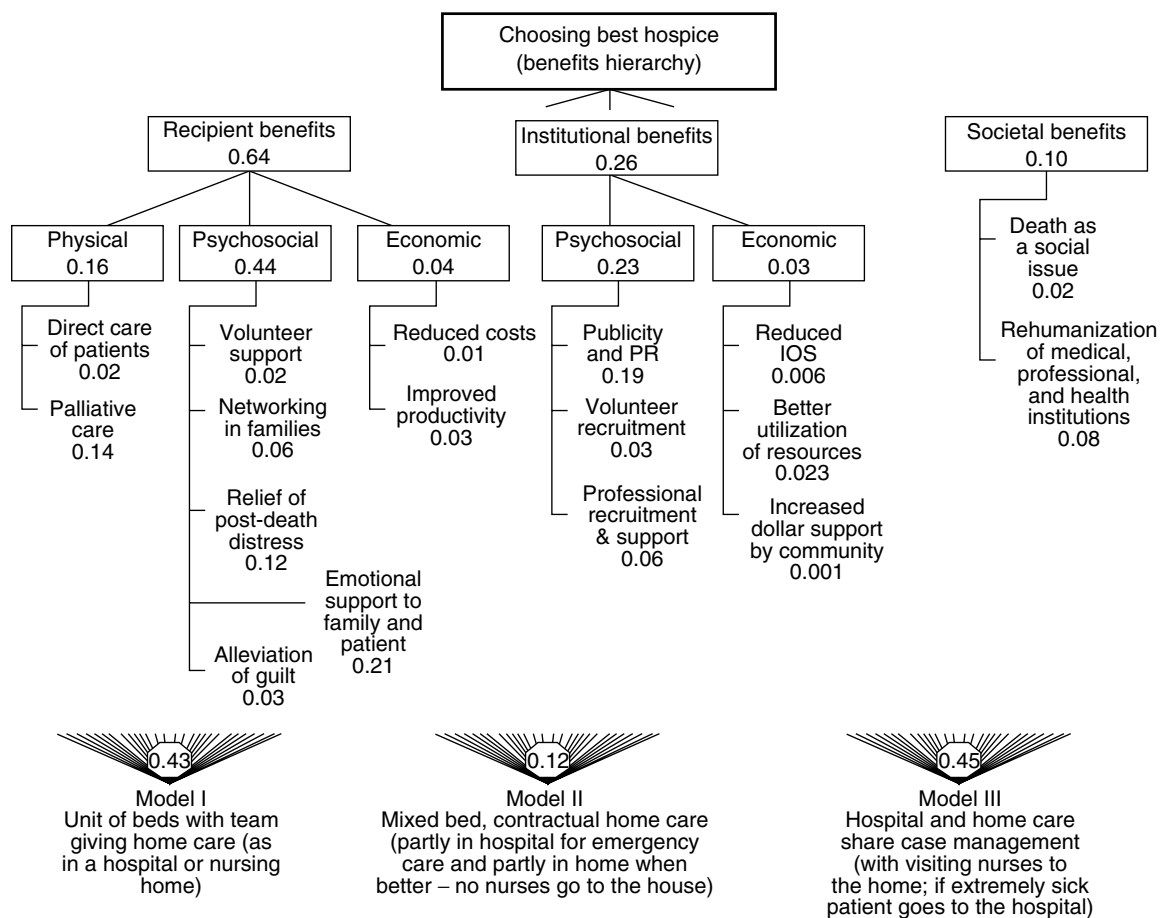 Choosing best hospice
(benefits hierarchy)
Recipient benefits
0.64
Institutional benefits
0.26
Societal benefits
0.10
Physical
0.16
Psychosocial
0.44
Economic
0.04
Psychosocial
0.23
Economic
0.03
Direct care
of patients
0.02
Palliative
care
0.14
Volunteer
support
0.02
Networking
in families
0.06
Relief of
post-death
distress
0.12
Emotional
support to
family and
patient
0.21
Alleviation
of guilt
0.03
Reduced costs
0.01
Improved
productivity
0.03
Publicity
and PR
0.19
Volunteer
recruitment
0.03
Professional
recruitment
& support
0.06
Reduced
IOS
0.006
Better
utilization
of resources
0.023
Increased
dollar support
by community
0.001
Death as
a social
issue
0.02
Rehumanization
of medical,
professional,
and health
institutions
0.08
0.43
Model I
Unit of beds with team
giving home care (as
in a hospital or nursing
home)
0.12
Model II
Mixed bed, contractual home care
(partly in hospital for emergency
care and partly in home when
better – no nurses go to the house)
0.45
Model III
Hospital and home care
share case management
(with visiting nurses to
the home; if extremely sick
patient goes to the hospital)